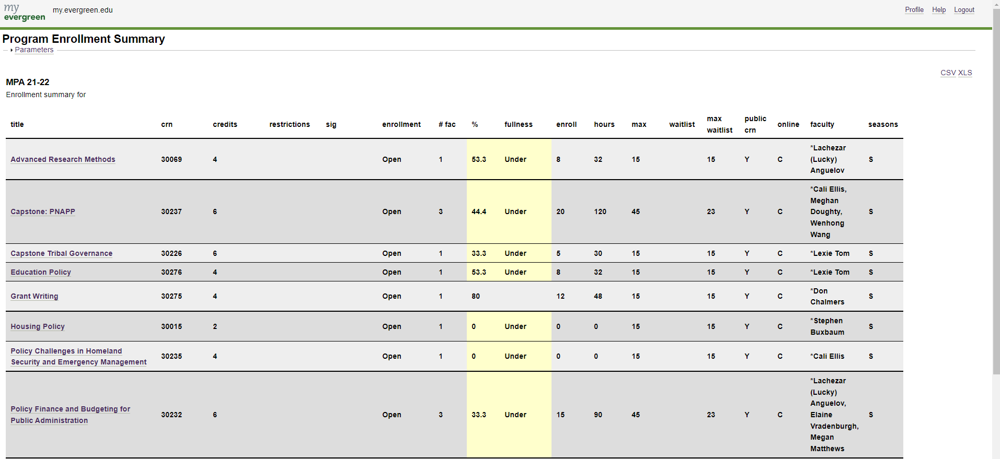 my
evergreen
my.evergreen.edu
Profile Help Logout
Program Enrollment Summary
Parameters
CSV XLS
MPA 21-22
Enrollment summary for
title crn credits restrictions sig enrollment # fac % fullness enroll hours max waitlist max waitlist public crn online faculty seasons
Advanced Research Methods 30069 4 Open 1 53.3 Under 8 32 15 15 Y C *Lachezar (Lucky) Anguelov S
Capstone: PNAPP 30237 6 Open 3 44.4 Under 20 120 45 23 Y C *Cali Ellis, Meghan Doughty, Wenhong Wang S
Capstone Tribal Governance 30226 6 Open 1 33.3 Under 5 30 15 15 Y C *Lexie Tom S
Education Policy 30276 4 Open 1 53.3 Under 8 32 15 15 Y C *Lexie Tom S
Grant Writing 30275 4 Open 1 80 12 48 15 15 Y C *Don Chalmers S
Housing Policy 30015 2 Open 1 0 Under 0 0 15 15 Y C *Stephen Buxbaum S
Policy Challenges in Homeland Security and Emergency Management 30235 4 Open 1 0 Under 0 0 15 15 Y C *Cali Ellis S
Policy Finance and Budgeting for Public Administration 30232 6 Open 3 33.3 Under 15 90 45 23 Y C *Lachezar (Lucky) Anguelov, Elaine Vradenburgh, Megan Matthews S